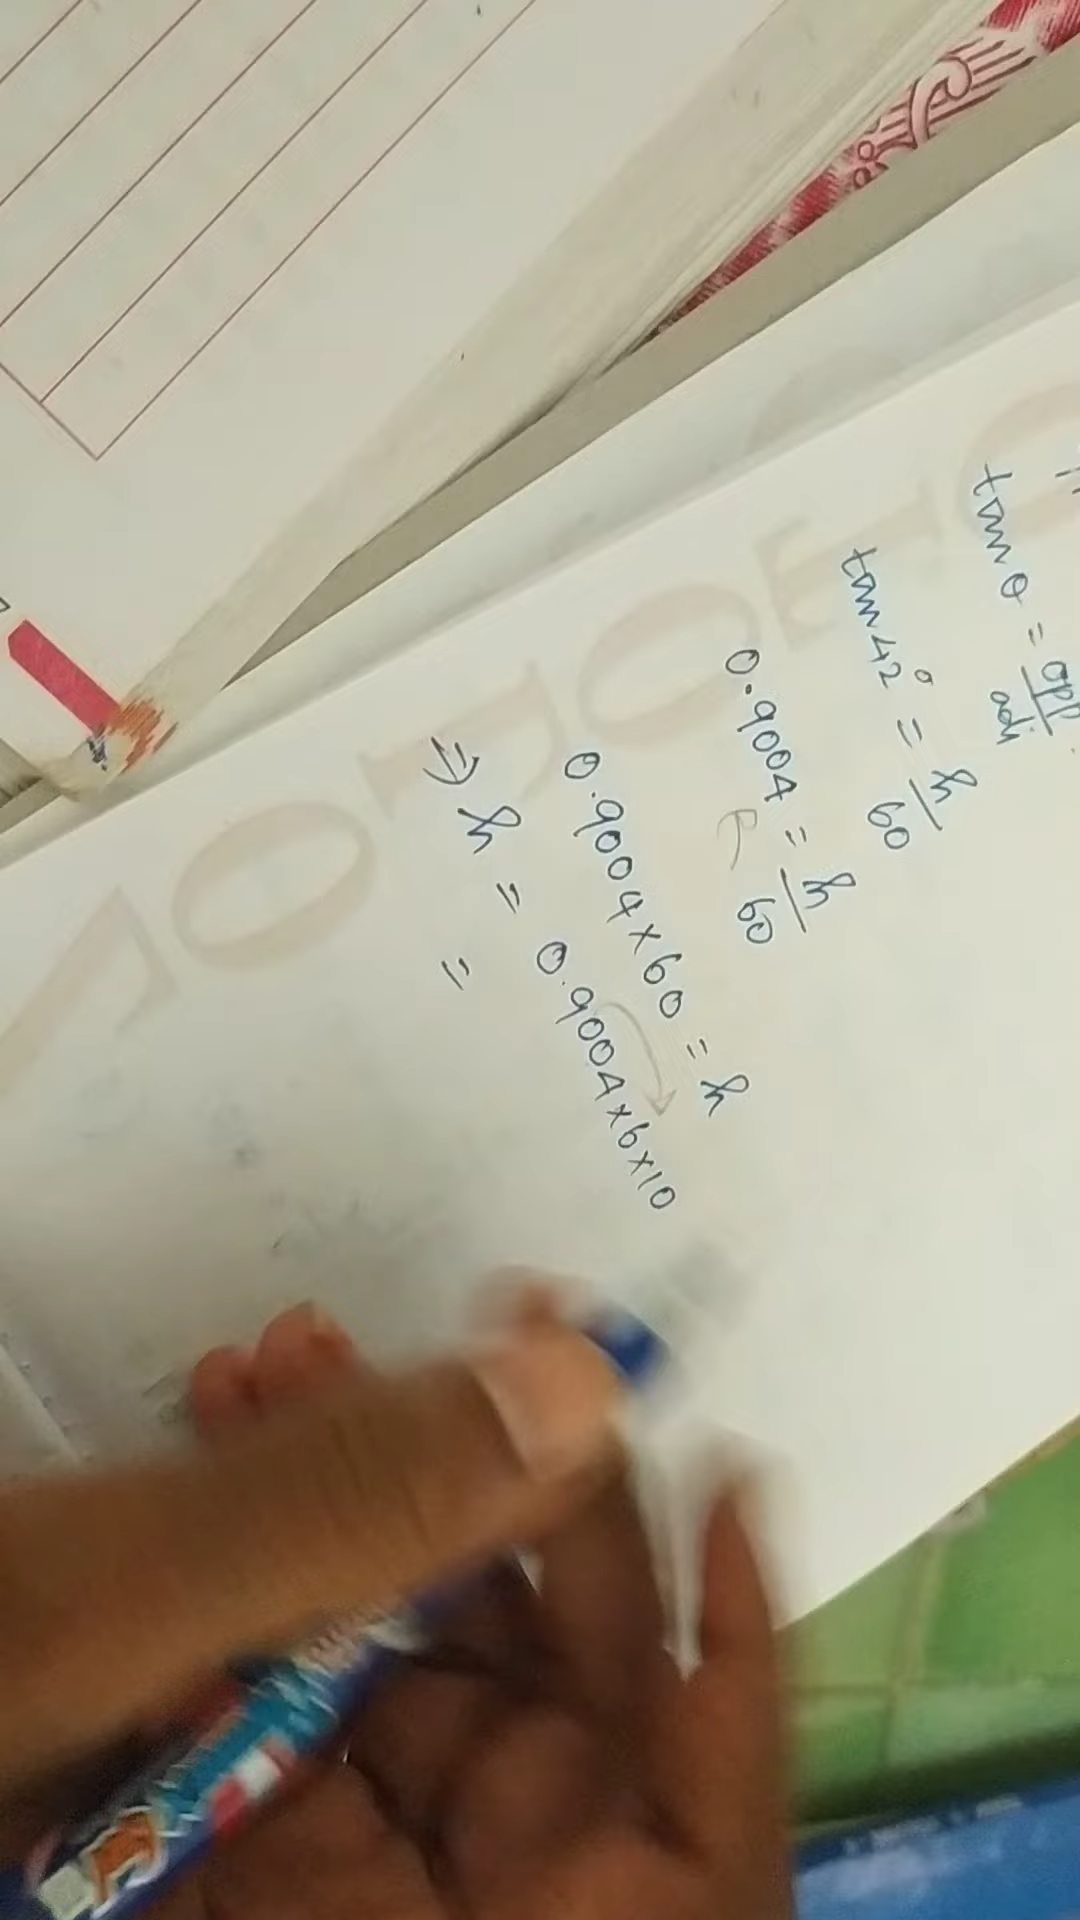 tan θ = opp/adj
tan 42° = h/60
0.9004 = h/60
0.9004 × 60 = h
⇒ h = 0.9004 × 6 × 10
=